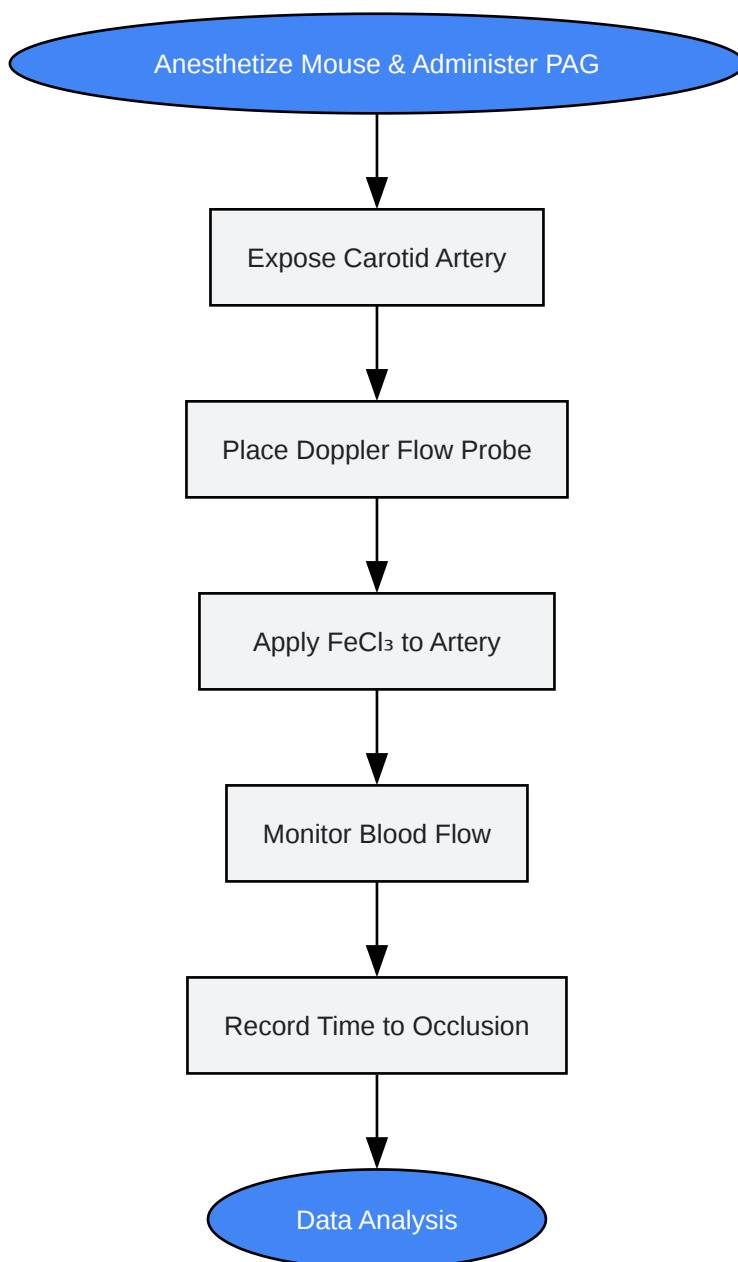 Anesthetize Mouse & Administer PAG
Expose Carotid Artery
Place Doppler Flow Probe
Apply FeCl₃ to Artery
Monitor Blood Flow
Record Time to Occlusion
Data Analysis